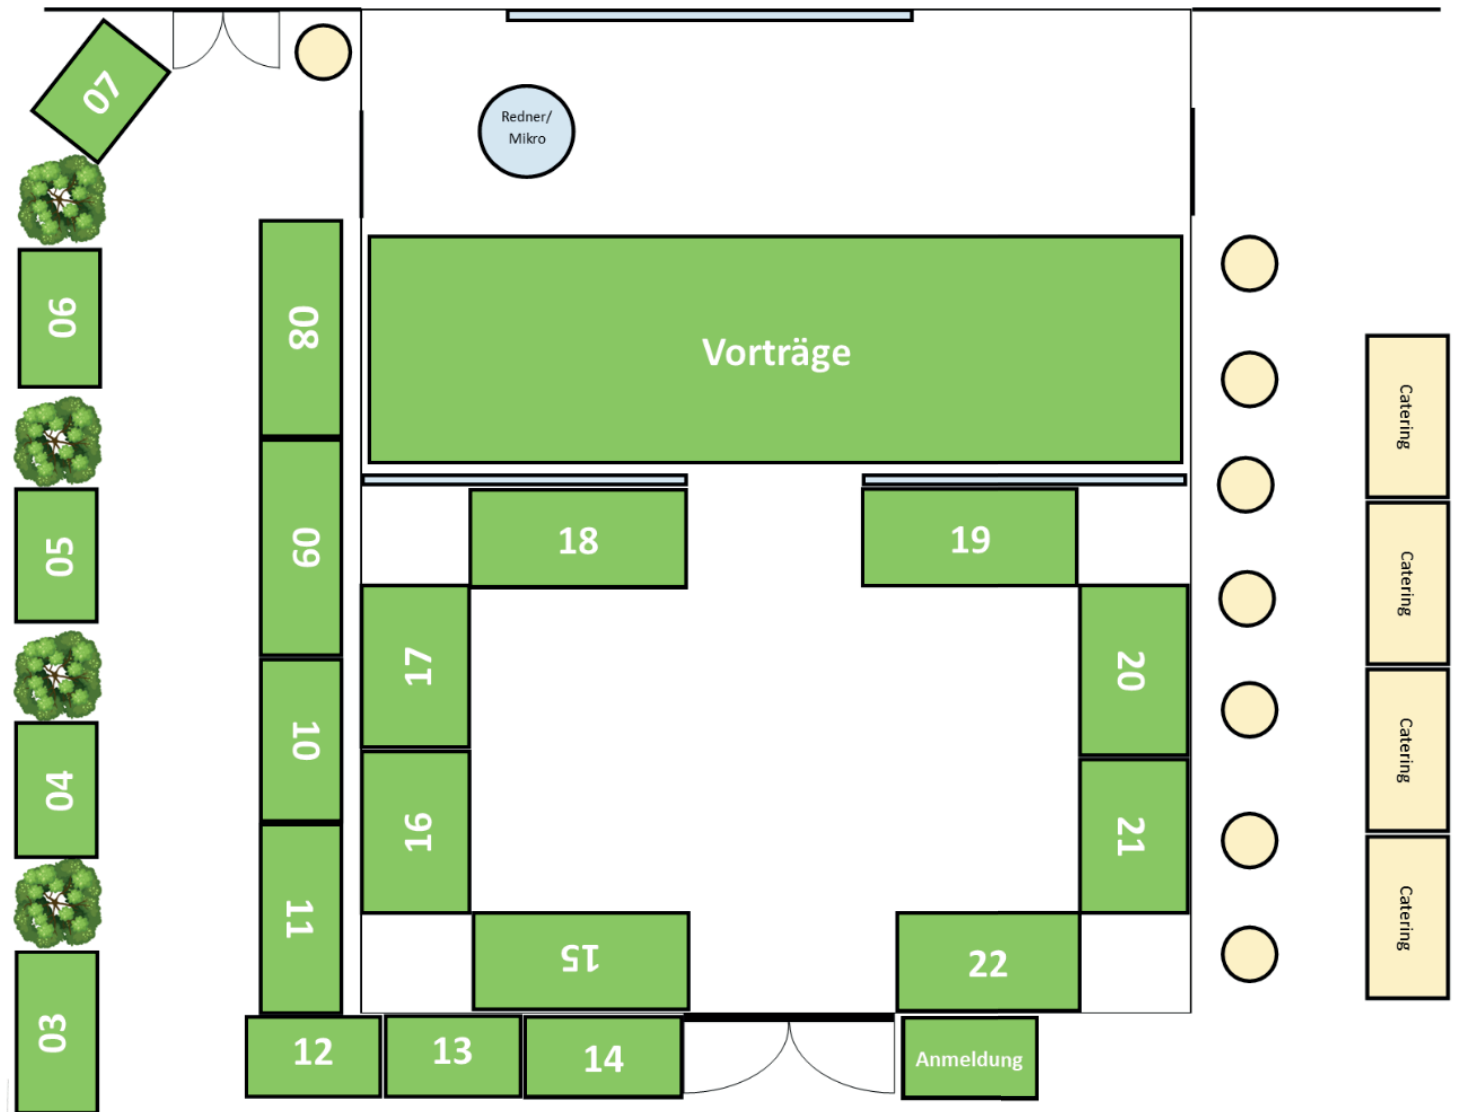 07
Redner/
Mikro
06
08
Vorträge
Catering
05
09
18
19
Catering
17
20
04
10
16
21
Catering
11
15
22
Catering
03
12
13
14
Anmeldung